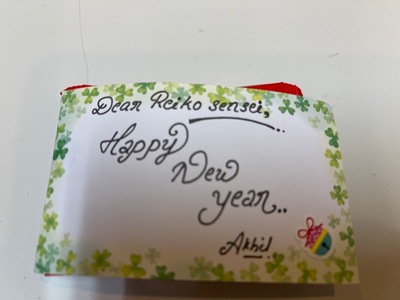 Dear Reiko sensei,
Happy
New
year..
Akhil